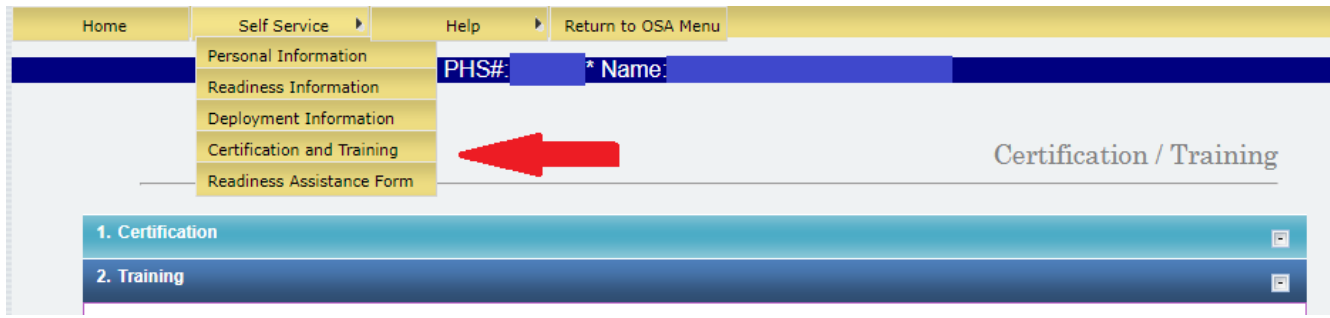 Home Self Service Help Return to OSA Menu
Personal Information
PHS#: * Name:
Readiness Information
Deployment Information
Certification and Training
Certification / Training
Readiness Assistance Form
1. Certification
2. Training